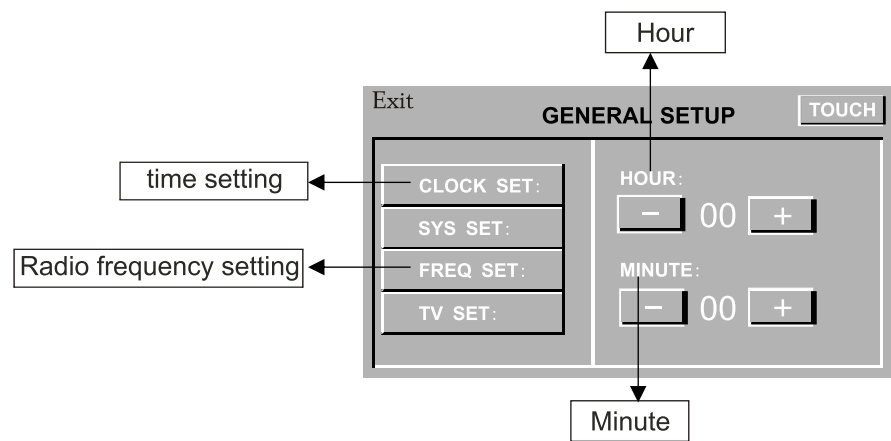 Hour
Exit
GENERAL SETUP
TOUCH
time setting
CLOCK SET:
SYS SET:
Radio frequency setting
FREQ SET:
TV SET:
HOUR:
− 00 +
MINUTE:
− 00 +
Minute